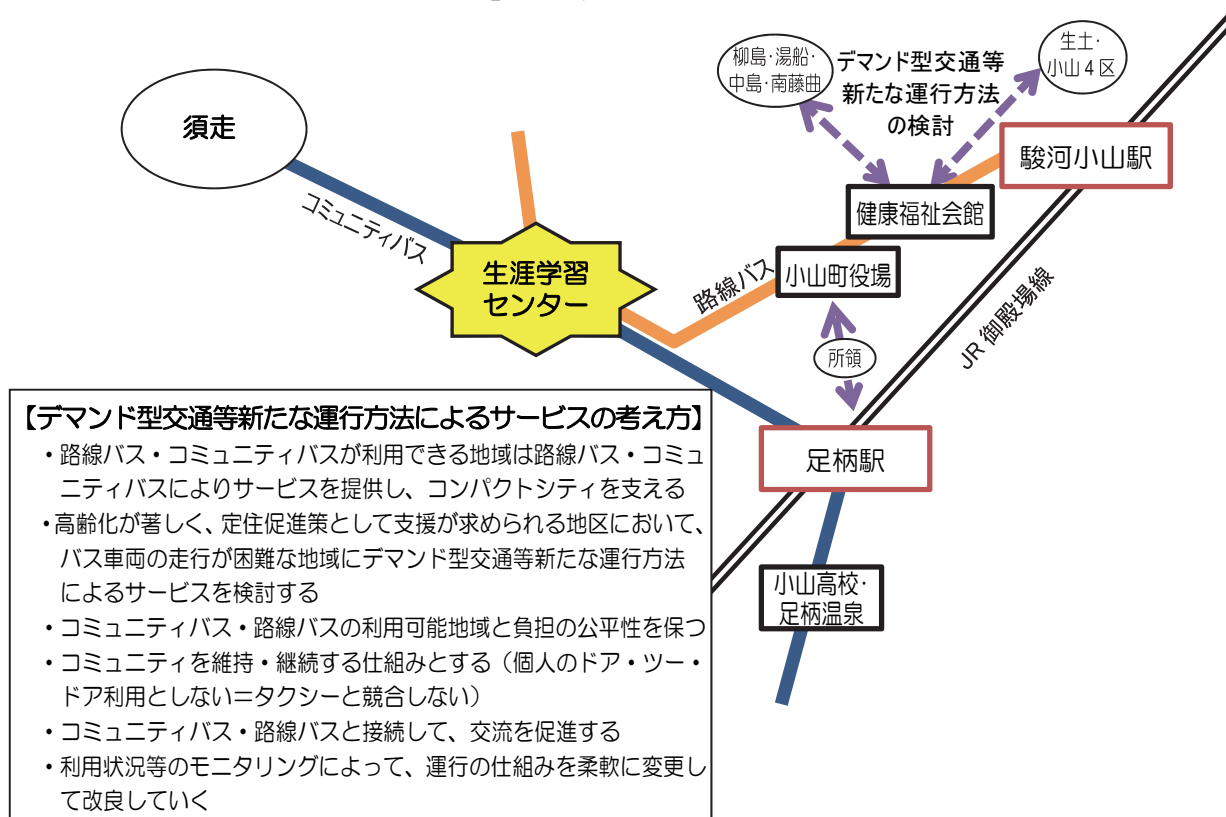 柳島・湯船・
中島・南藤曲
デマンド型交通等
新たな運行方法
の検討
生土・
小山４区
須走
駿河小山駅
健康福祉会館
コミュニティバス
生涯学習
センター
路線バス
小山町役場
JR 御殿場線
所領
足柄駅
小山高校・
足柄温泉
【デマンド型交通等新たな運行方法によるサービスの考え方】
・路線バス・コミュニティバスが利用できる地域は路線バス・コミュ
ニティバスによりサービスを提供し、コンパクトシティを支える
・高齢化が著しく、定住促進策として支援が求められる地区において、
バス車両の走行が困難な地域にデマンド型交通等新たな運行方法
によるサービスを検討する
・コミュニティバス・路線バスの利用可能地域と負担の公平性を保つ
・コミュニティを維持・継続する仕組みとする（個人のドア・ツー・
ドア利用としない＝タクシーと競合しない）
・コミュニティバス・路線バスと接続して、交流を促進する
・利用状況等のモニタリングによって、運行の仕組みを柔軟に変更し
て改良していく